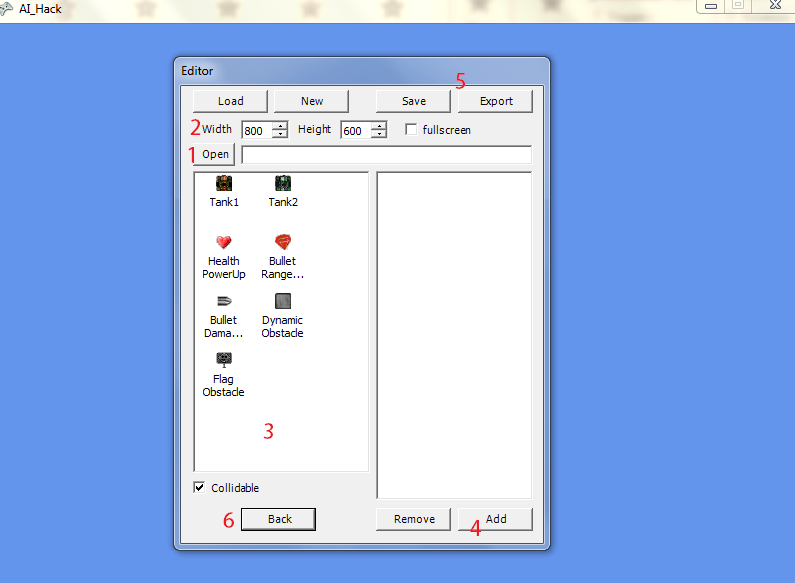 AI_Hack
Editor
5
Load New Save Export
2 Width 800 Height 600 fullscreen
1 Open
Tank1 Tank2
Health PowerUp
Bullet Range...
Bullet Dama...
Dynamic Obstacle
Flag Obstacle
3
Collidable
6 Back Remove 4 Add